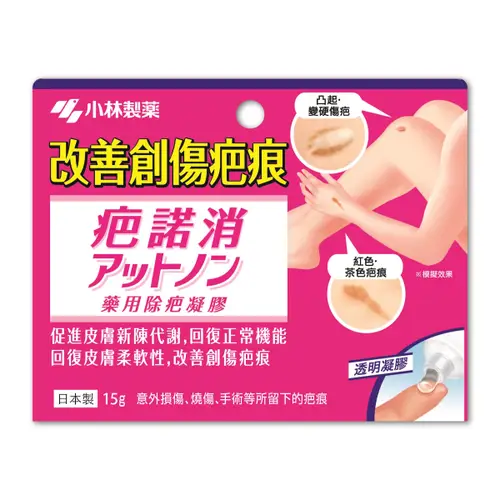 小林製薬
凸起·
變硬傷疤
改善創傷疤痕
疤諾消
アットノン
藥用除疤凝膠
紅色·
茶色疤痕
※模擬效果
促進皮膚新陳代謝,回復正常機能
回復皮膚柔軟性,改善創傷疤痕
透明凝膠
日本製 15g 意外損傷、燒傷、手術等所留下的疤痕